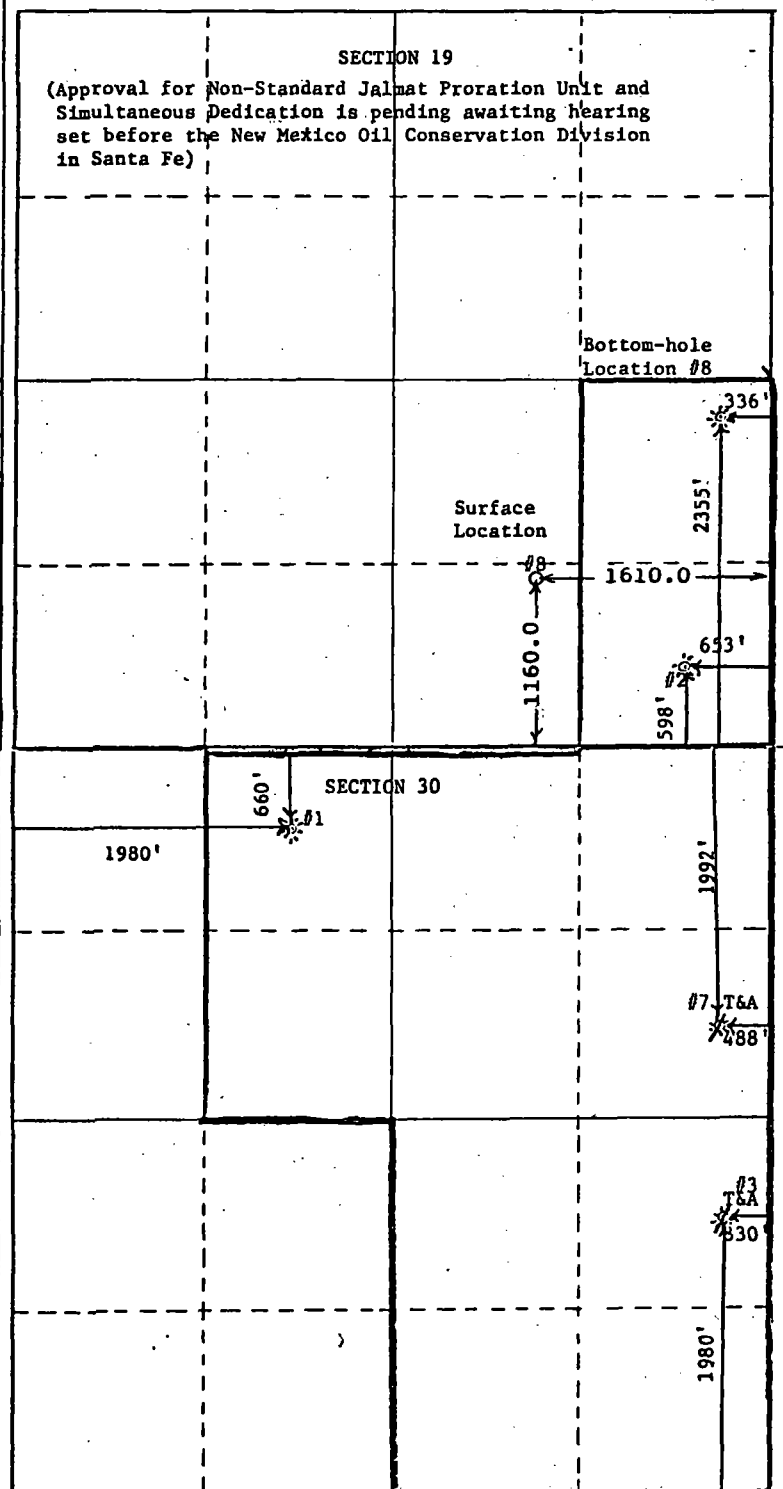 SECTION 19
(Approval for Non-Standard Jalmat Proration Unit and
Simultaneous Dedication is pending awaiting hearing
set before the New Mexico Oil Conservation Division
in Santa Fe)
Bottom-hole
Location #8
336'
2355'
Surface
Location
#8
1610.0
1160.0
653'
#2
598'
SECTION 30
660'
#1
1980'
1992'
#7 T&A
488'
#3
T&A
330
1980'